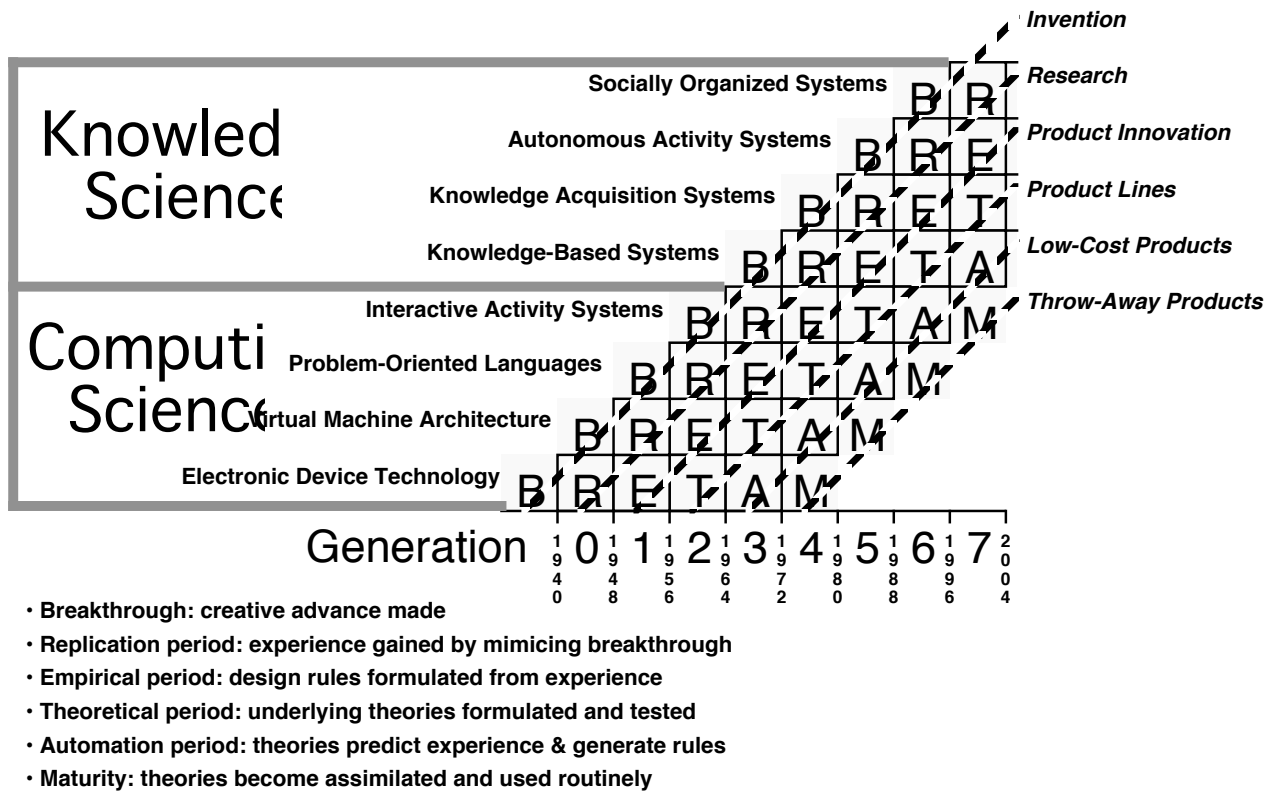 Invention
Socially Organized Systems B R Research
Autonomous Activity Systems B R E Product Innovation
Knowled
Science
Knowledge Acquisition Systems B R E T Product Lines
Knowledge-Based Systems B R E T A Low-Cost Products
Interactive Activity Systems B R E T A M Throw-Away Products
Computi
Science
Problem-Oriented Languages B R E T A M
Virtual Machine Architecture B R E T A M
Electronic Device Technology B R E T A M
Generation 1940 0 1948 1 1956 2 1964 3 1972 4 1980 5 1988 6 1996 7 2004
• Breakthrough: creative advance made
• Replication period: experience gained by mimicing breakthrough
• Empirical period: design rules formulated from experience
• Theoretical period: underlying theories formulated and tested
• Automation period: theories predict experience & generate rules
• Maturity: theories become assimilated and used routinely